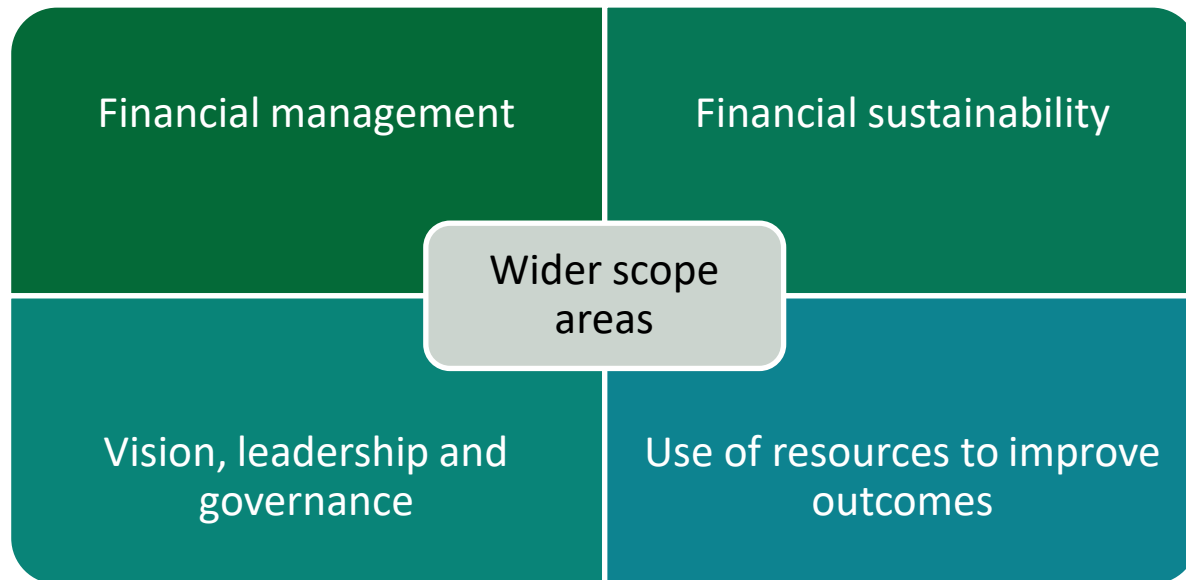 Financial management
Financial sustainability
Wider scope
areas
Vision, leadership and
governance
Use of resources to improve
outcomes